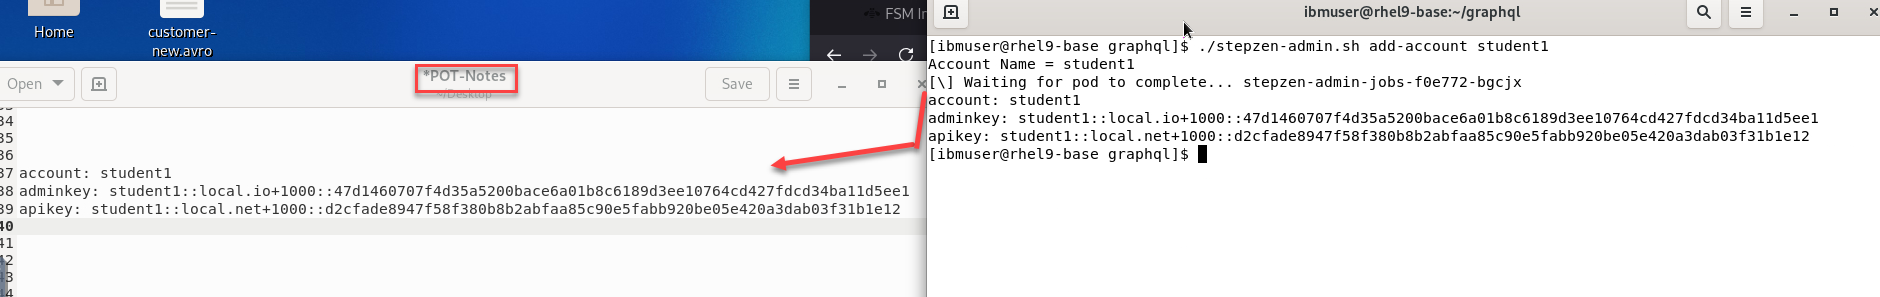 Home
customer-
new.avro
FSM In
Open
*POT-Notes
~/Desktop
Save
34
35
36
37 account: student1
38 adminkey: student1::local.io+1000::47d1460707f4d35a5200bace6a01b8c6189d3ee10764cd427fdcd34ba11d5ee1
39 apikey: student1::local.net+1000::d2cfade8947f58f380b8b2abfaa85c90e5fabb920be05e420a3dab03f31b1e12
40
41
42
43
44
ibmuser@rhel9-base:~/graphql
[ibmuser@rhel9-base graphql]$ ./stepzen-admin.sh add-account student1
Account Name = student1
[\] Waiting for pod to complete... stepzen-admin-jobs-f0e772-bgcjx
account: student1
adminkey: student1::local.io+1000::47d1460707f4d35a5200bace6a01b8c6189d3ee10764cd427fdcd34ba11d5ee1
apikey: student1::local.net+1000::d2cfade8947f58f380b8b2abfaa85c90e5fabb920be05e420a3dab03f31b1e12
[ibmuser@rhel9-base graphql]$